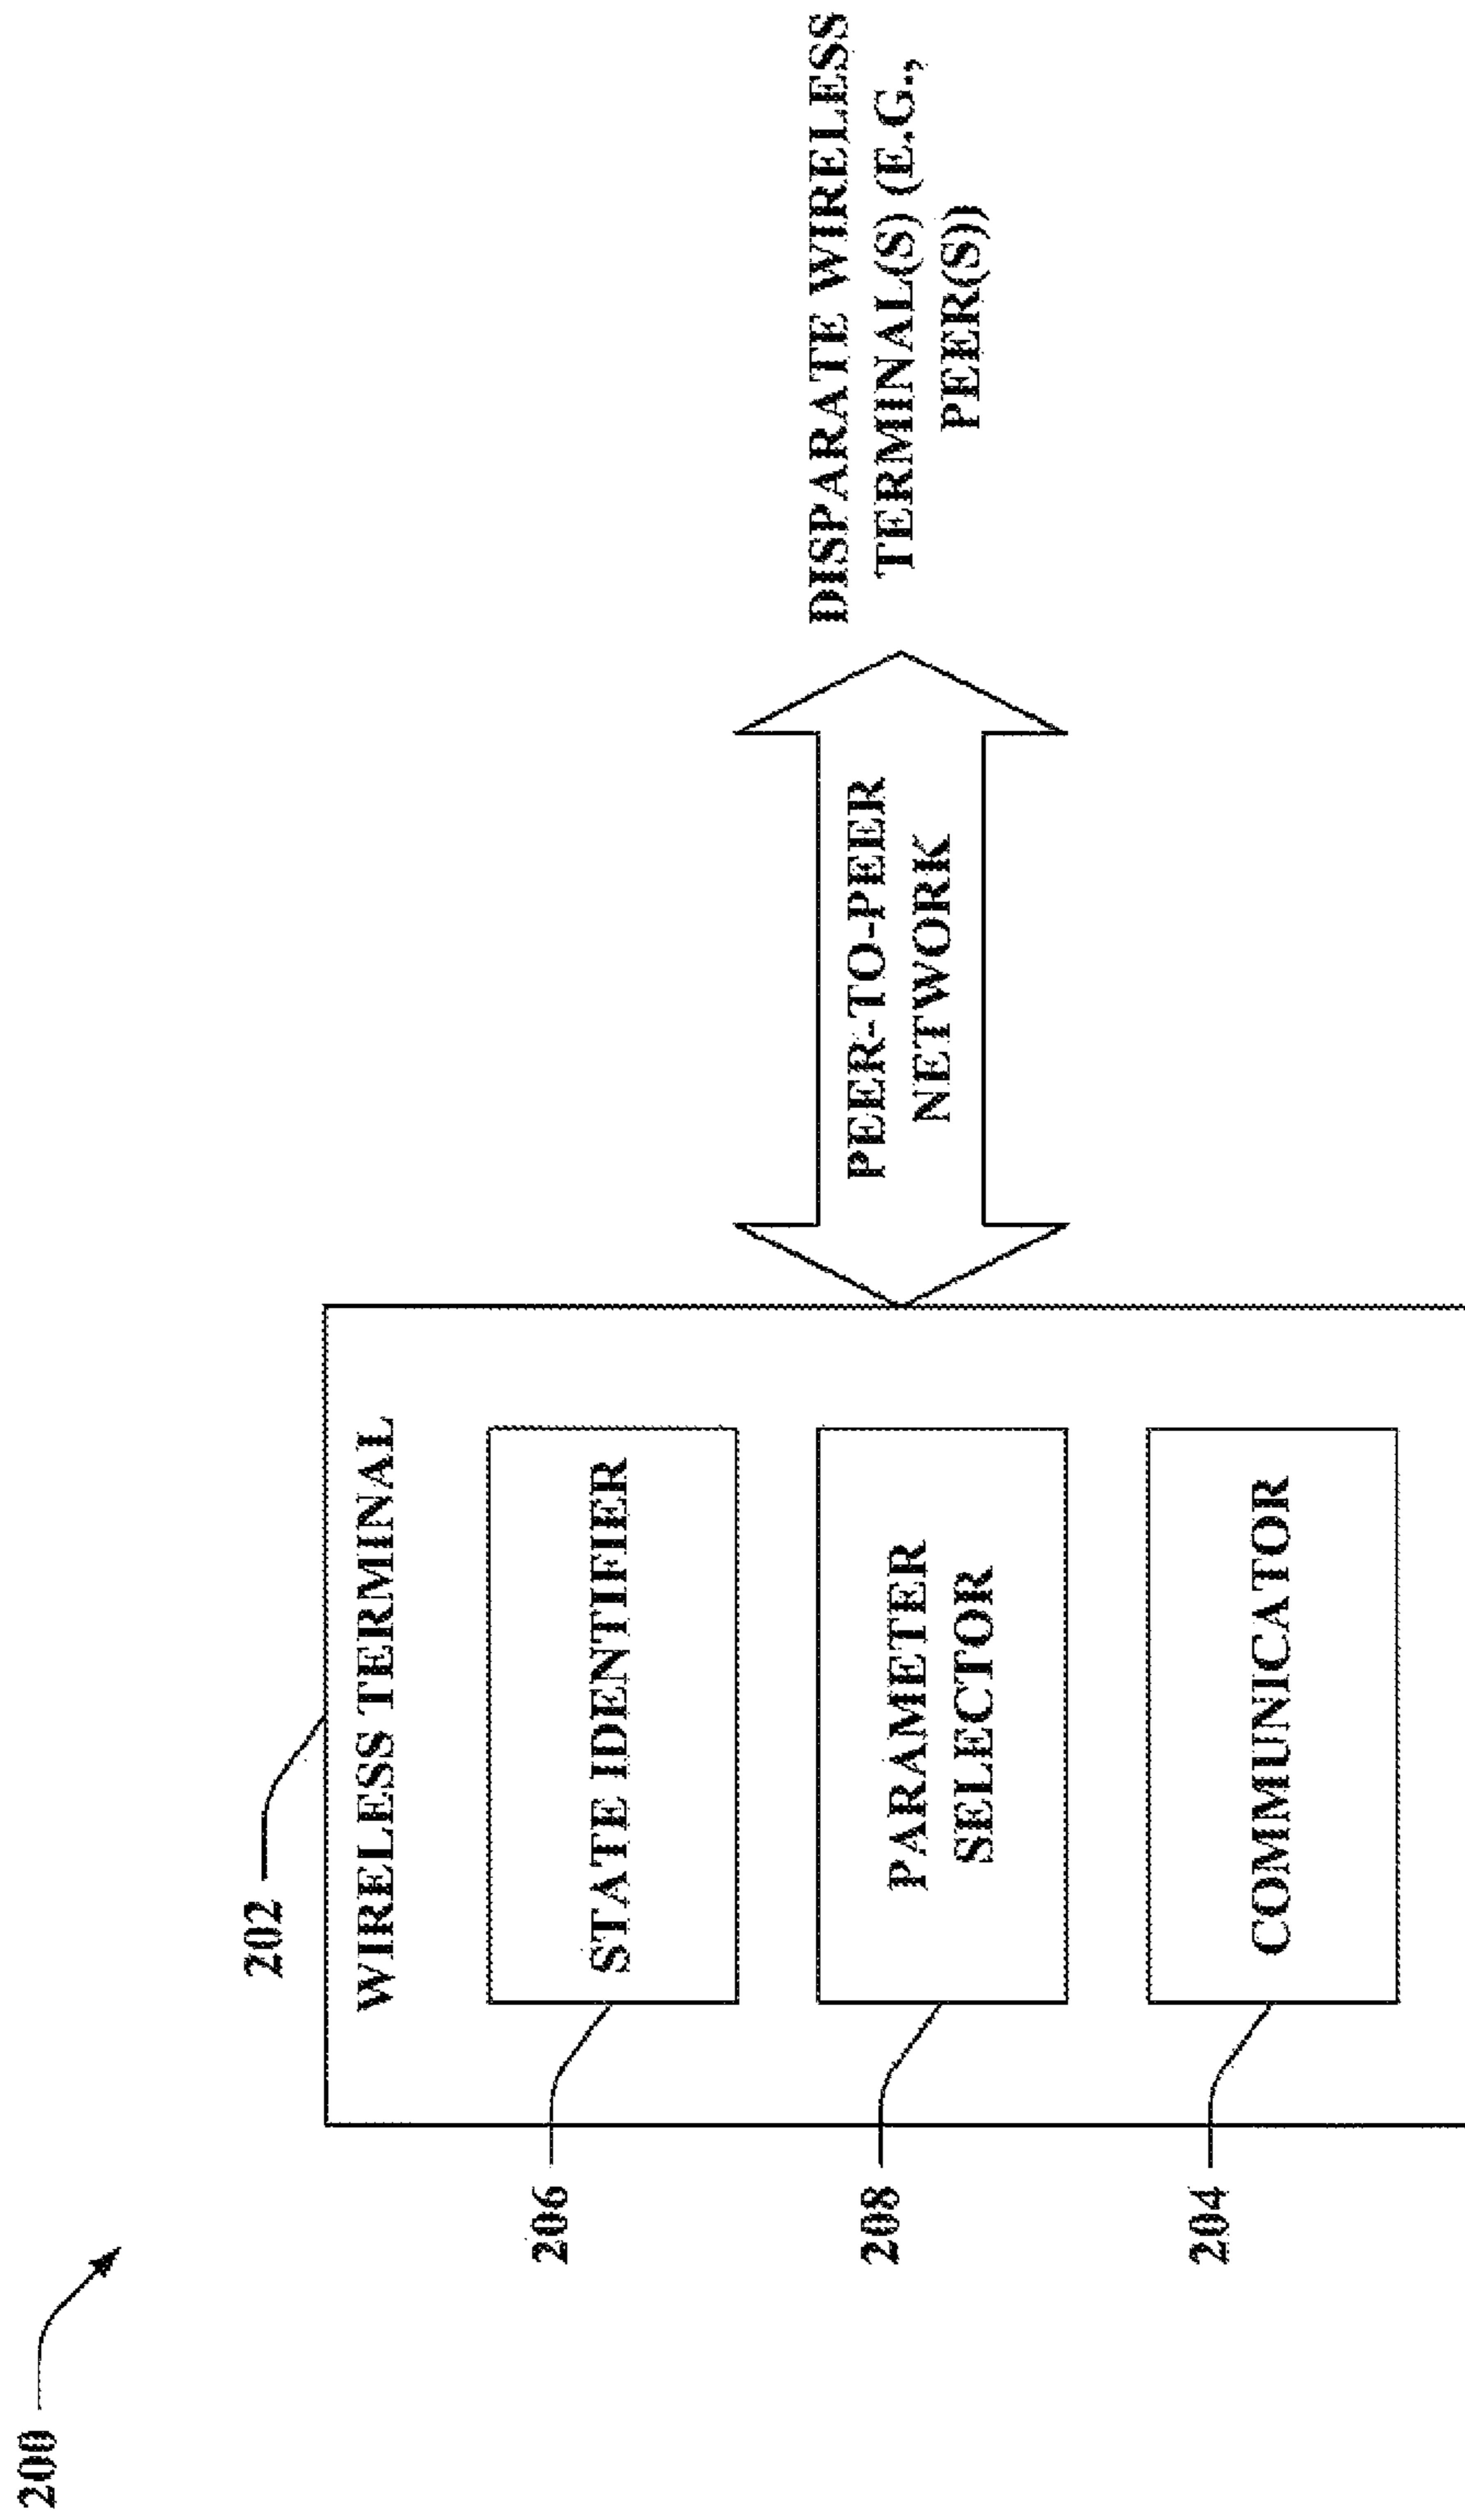 200
202
WIRELESS TERMINAL
206
STATE IDENTIFIER
208
PARAMETER
SELECTOR
204
COMMUNICATOR
PEER-TO-PEER
NETWORK
DISPARATE WIRELESS
TERMINAL(S) (E.G.,
PEER(S))